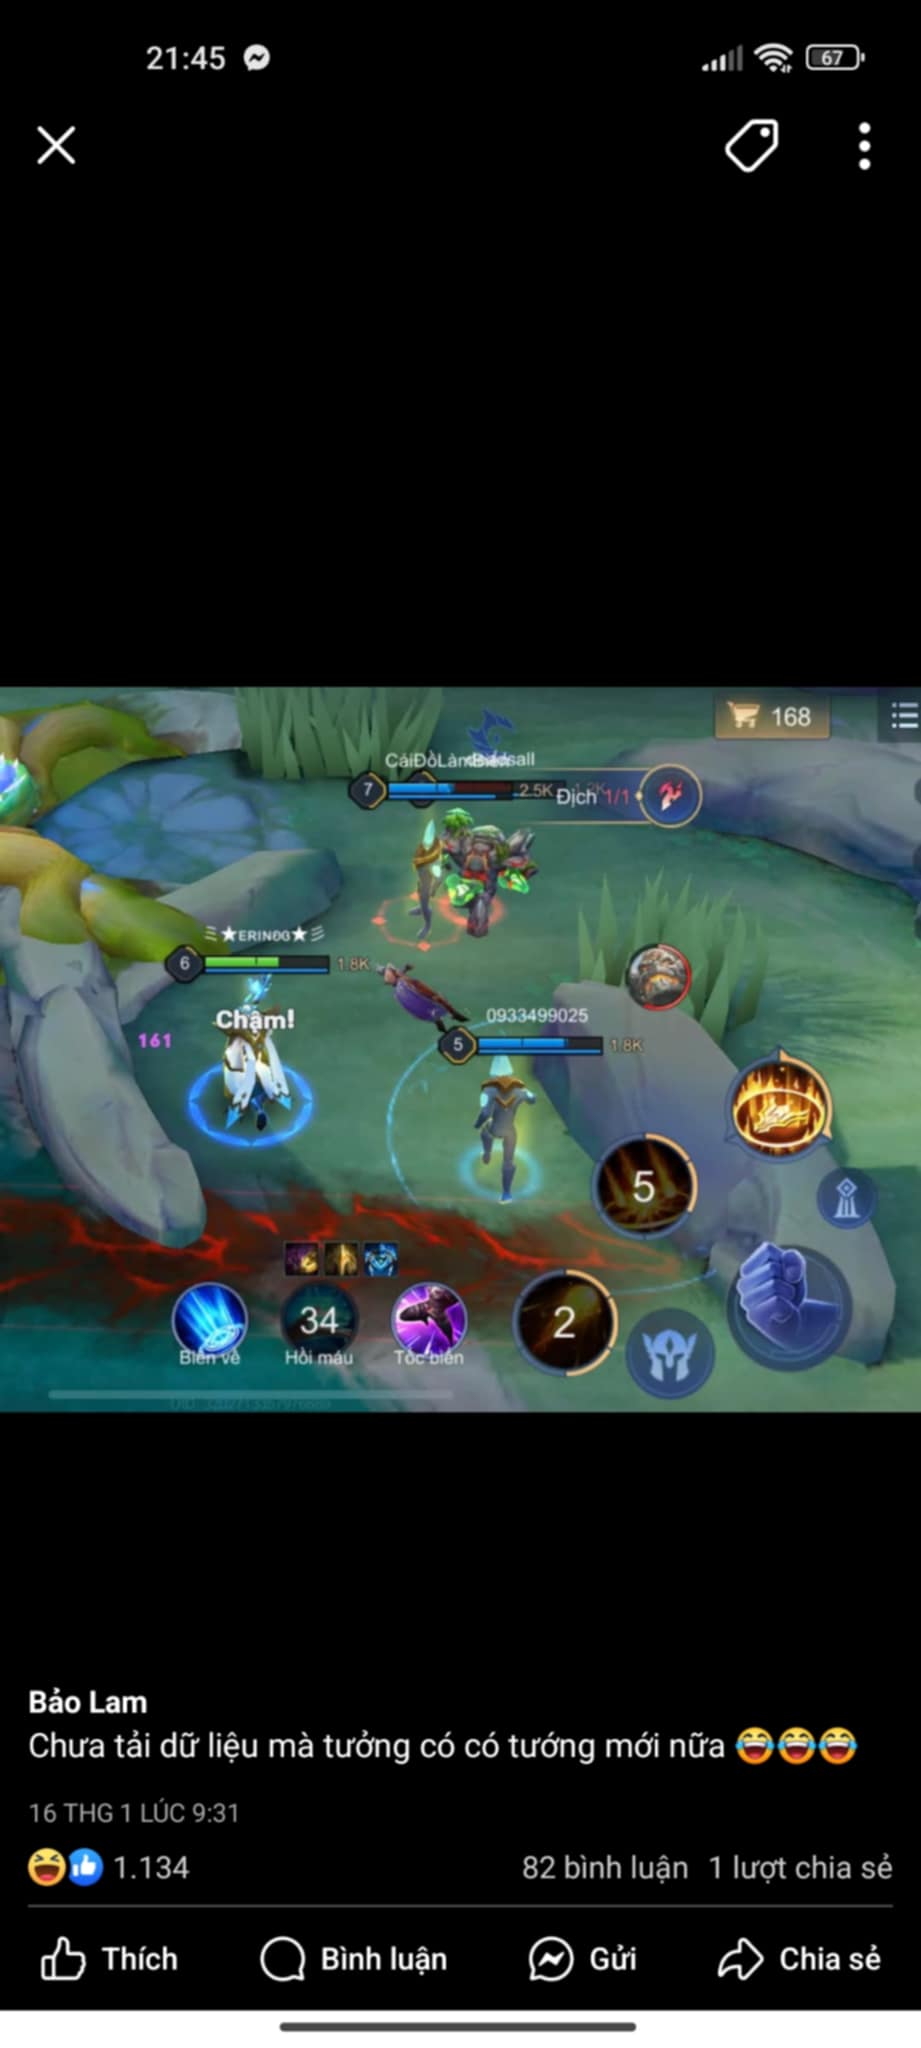 21:45
67
168
CáiĐồLàmBiến
7
2.5K
Địch 1/1
★ERINGG★
6
1.8K
Chậm!
161
0933499025
5
1.8K
5
34
2
Biến về
Hồi máu
Tốc biến
Bảo Lam
Chưa tải dữ liệu mà tưởng có có tướng mới nữa 😂😂😂
16 THG 1 LÚC 9:31
1.134
82 bình luận 1 lượt chia sẻ
Thích
Bình luận
Gửi
Chia sẻ